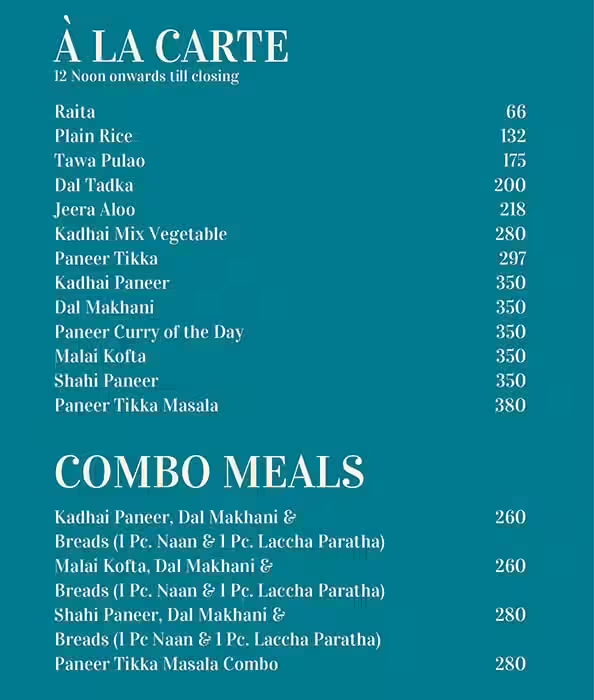 À LA CARTE
12 Noon onwards till closing
Raita 66
Plain Rice 132
Tawa Pulao 175
Dal Tadka 200
Jeera Aloo 218
Kadhai Mix Vegetable 280
Paneer Tikka 297
Kadhai Paneer 350
Dal Makhani 350
Paneer Curry of the Day 350
Malai Kofta 350
Shahi Paneer 350
Paneer Tikka Masala 380
COMBO MEALS
Kadhai Paneer, Dal Makhani & 260
Breads (1 Pc. Naan & 1 Pc. Laccha Paratha)
Malai Kofta, Dal Makhani & 260
Breads (1 Pc. Naan & 1 Pc. Laccha Paratha)
Shahi Paneer, Dal Makhani & 280
Breads (1 Pc Naan & 1 Pc. Laccha Paratha)
Paneer Tikka Masala Combo 280